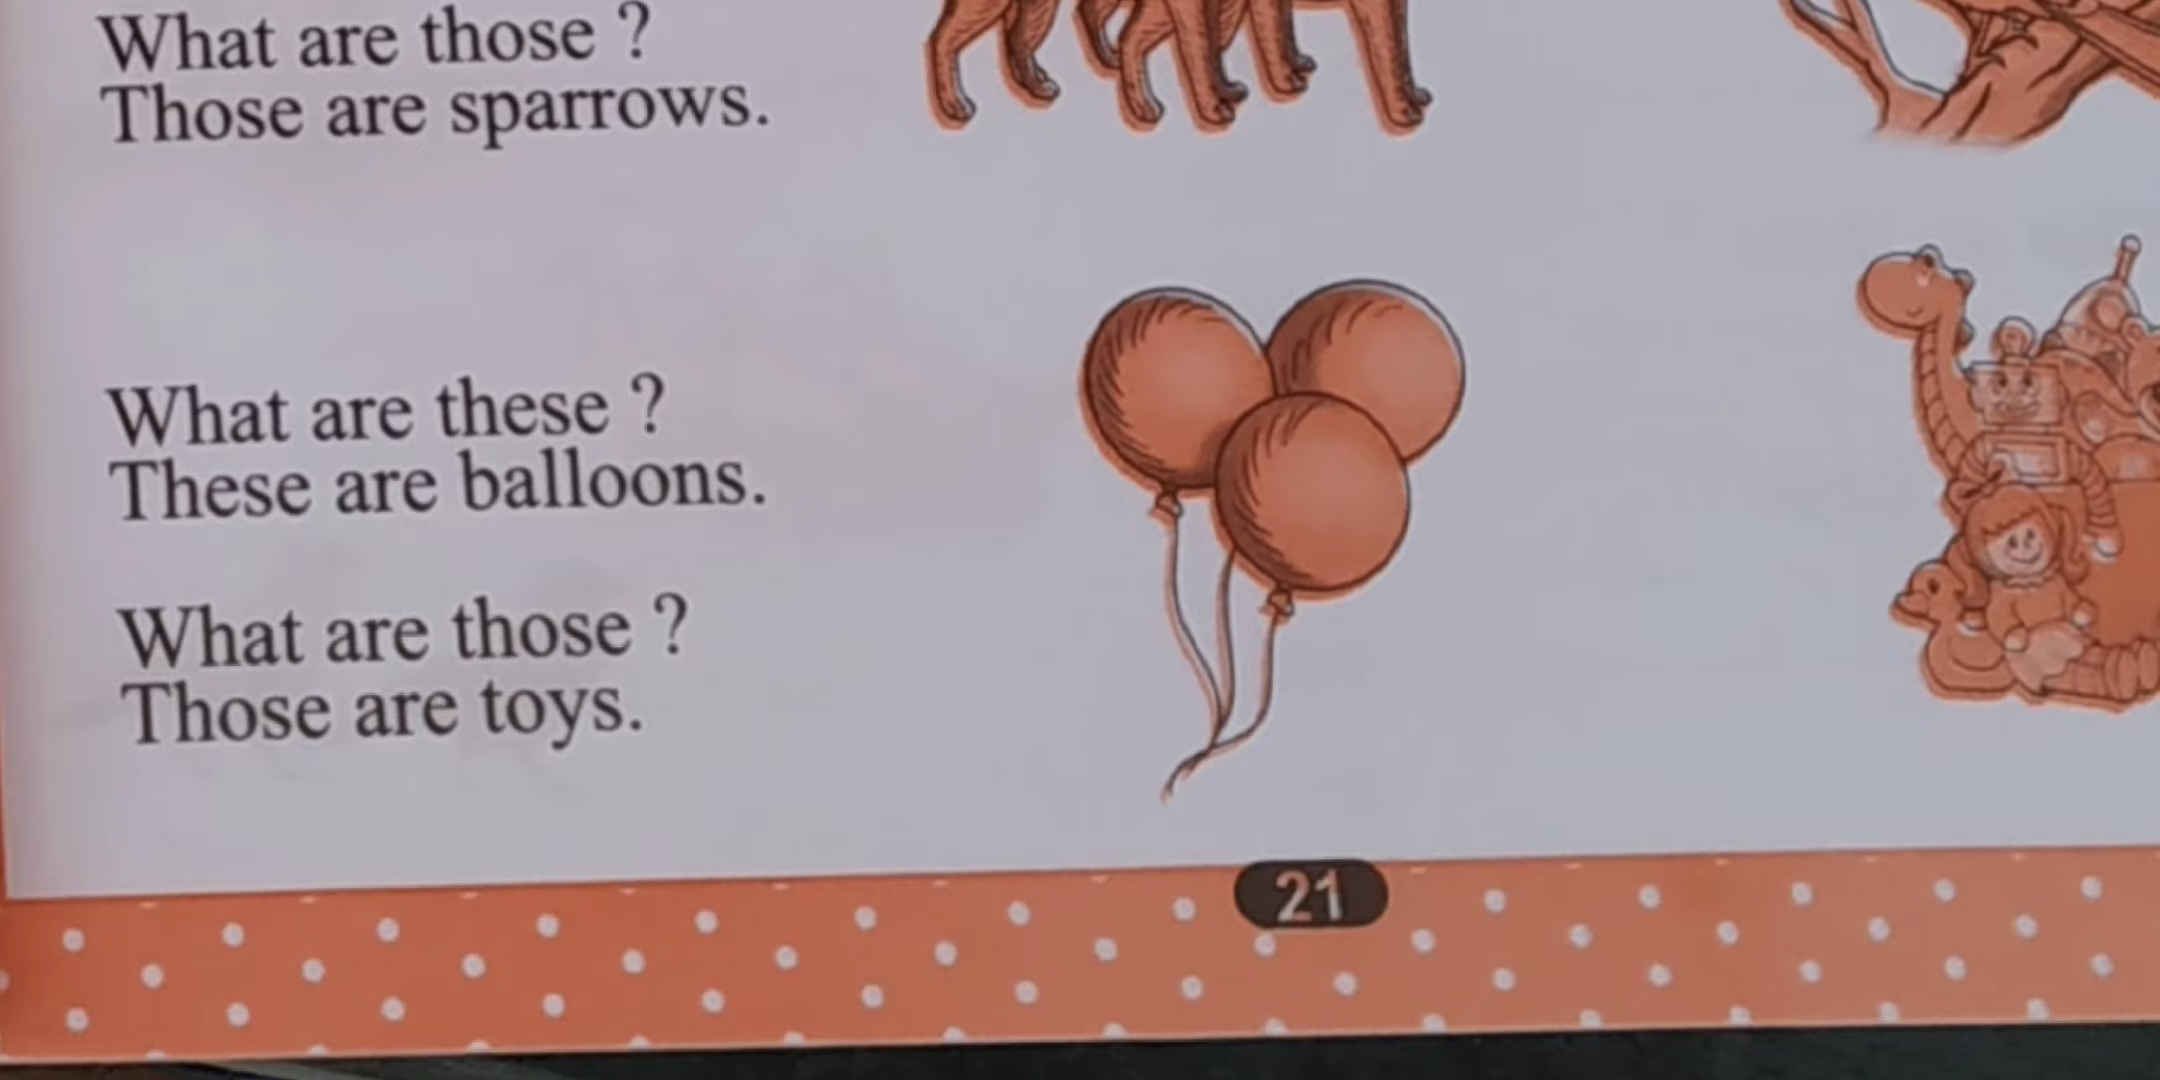 What are those ?
Those are sparrows.
What are these ?
These are balloons.
What are those ?
Those are toys.
21